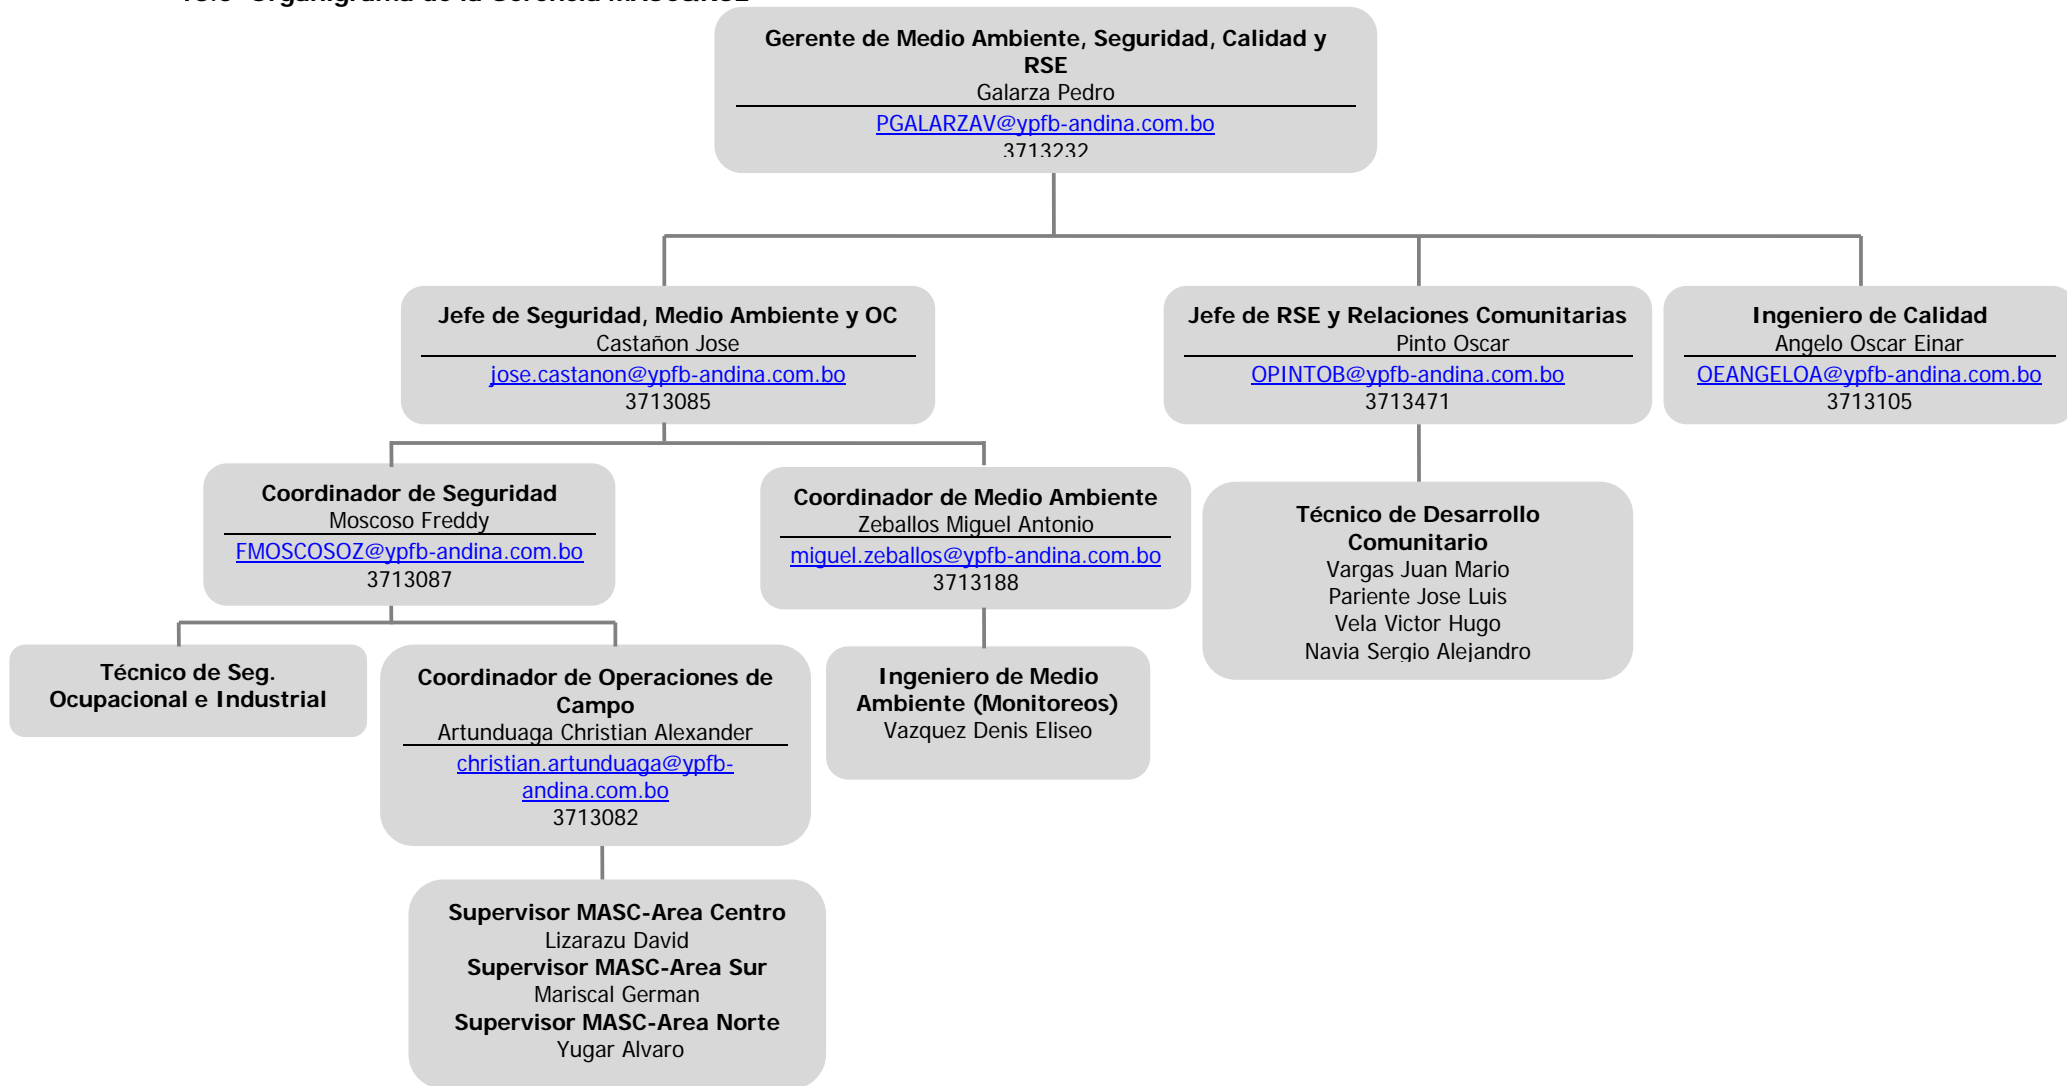 Gerente de Medio Ambiente, Seguridad, Calidad y
RSE
Galarza Pedro
PGALARZAV@ypfb-andina.com.bo
3713232
Jefe de Seguridad, Medio Ambiente y OC
Castañon Jose
jose.castanon@ypfb-andina.com.bo
3713085
Jefe de RSE y Relaciones Comunitarias
Pinto Oscar
OPINTOB@ypfb-andina.com.bo
3713471
Ingeniero de Calidad
Angelo Oscar Einar
OEANGELOA@ypfb-andina.com.bo
3713105
Coordinador de Seguridad
Moscoso Freddy
FMOSCOSOZ@ypfb-andina.com.bo
3713087
Coordinador de Medio Ambiente
Zeballos Miguel Antonio
miguel.zeballos@ypfb-andina.com.bo
3713188
Técnico de Desarrollo
Comunitario
Vargas Juan Mario
Pariente Jose Luis
Vela Victor Hugo
Navia Sergio Alejandro
Técnico de Seg.
Ocupacional e Industrial
Coordinador de Operaciones de
Campo
Artunduaga Christian Alexander
christian.artunduaga@ypfb-
andina.com.bo
3713082
Ingeniero de Medio
Ambiente (Monitoreos)
Vazquez Denis Eliseo
Supervisor MASC-Area Centro
Lizarazu David
Supervisor MASC-Area Sur
Mariscal German
Supervisor MASC-Area Norte
Yugar Alvaro